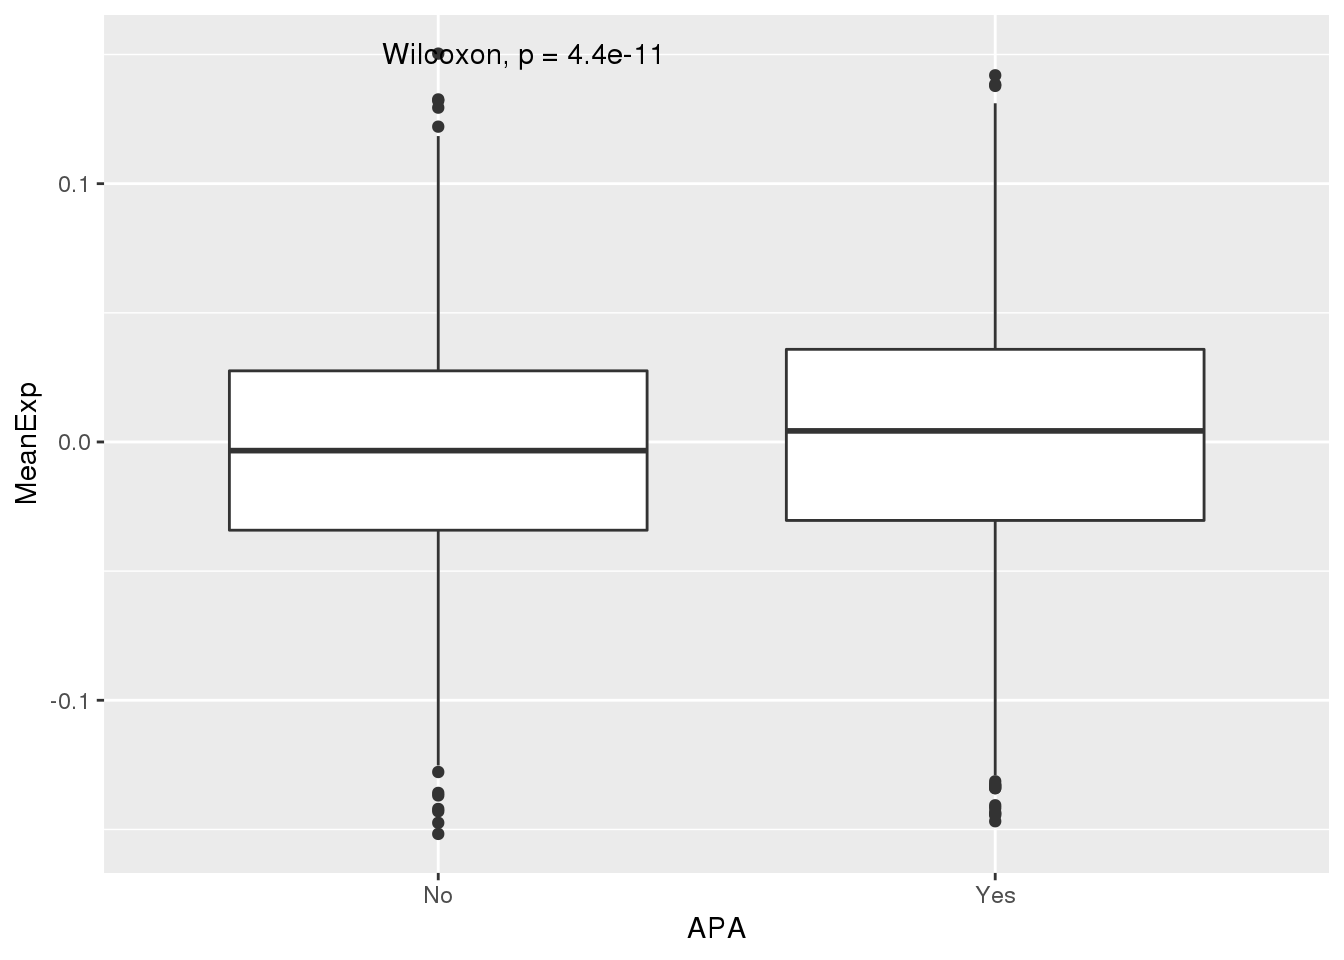 Wilcoxon, p = 4.4e-11
0.1
0.0
-0.1
MeanExp
No
Yes
APA